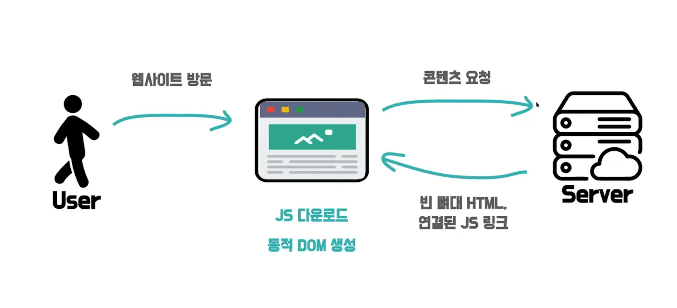 웹사이트 방문
콘텐츠 요청
User
Server
JS 다운로드
동적 DOM 생성
빈 뼈대 HTML,
연결된 JS 링크